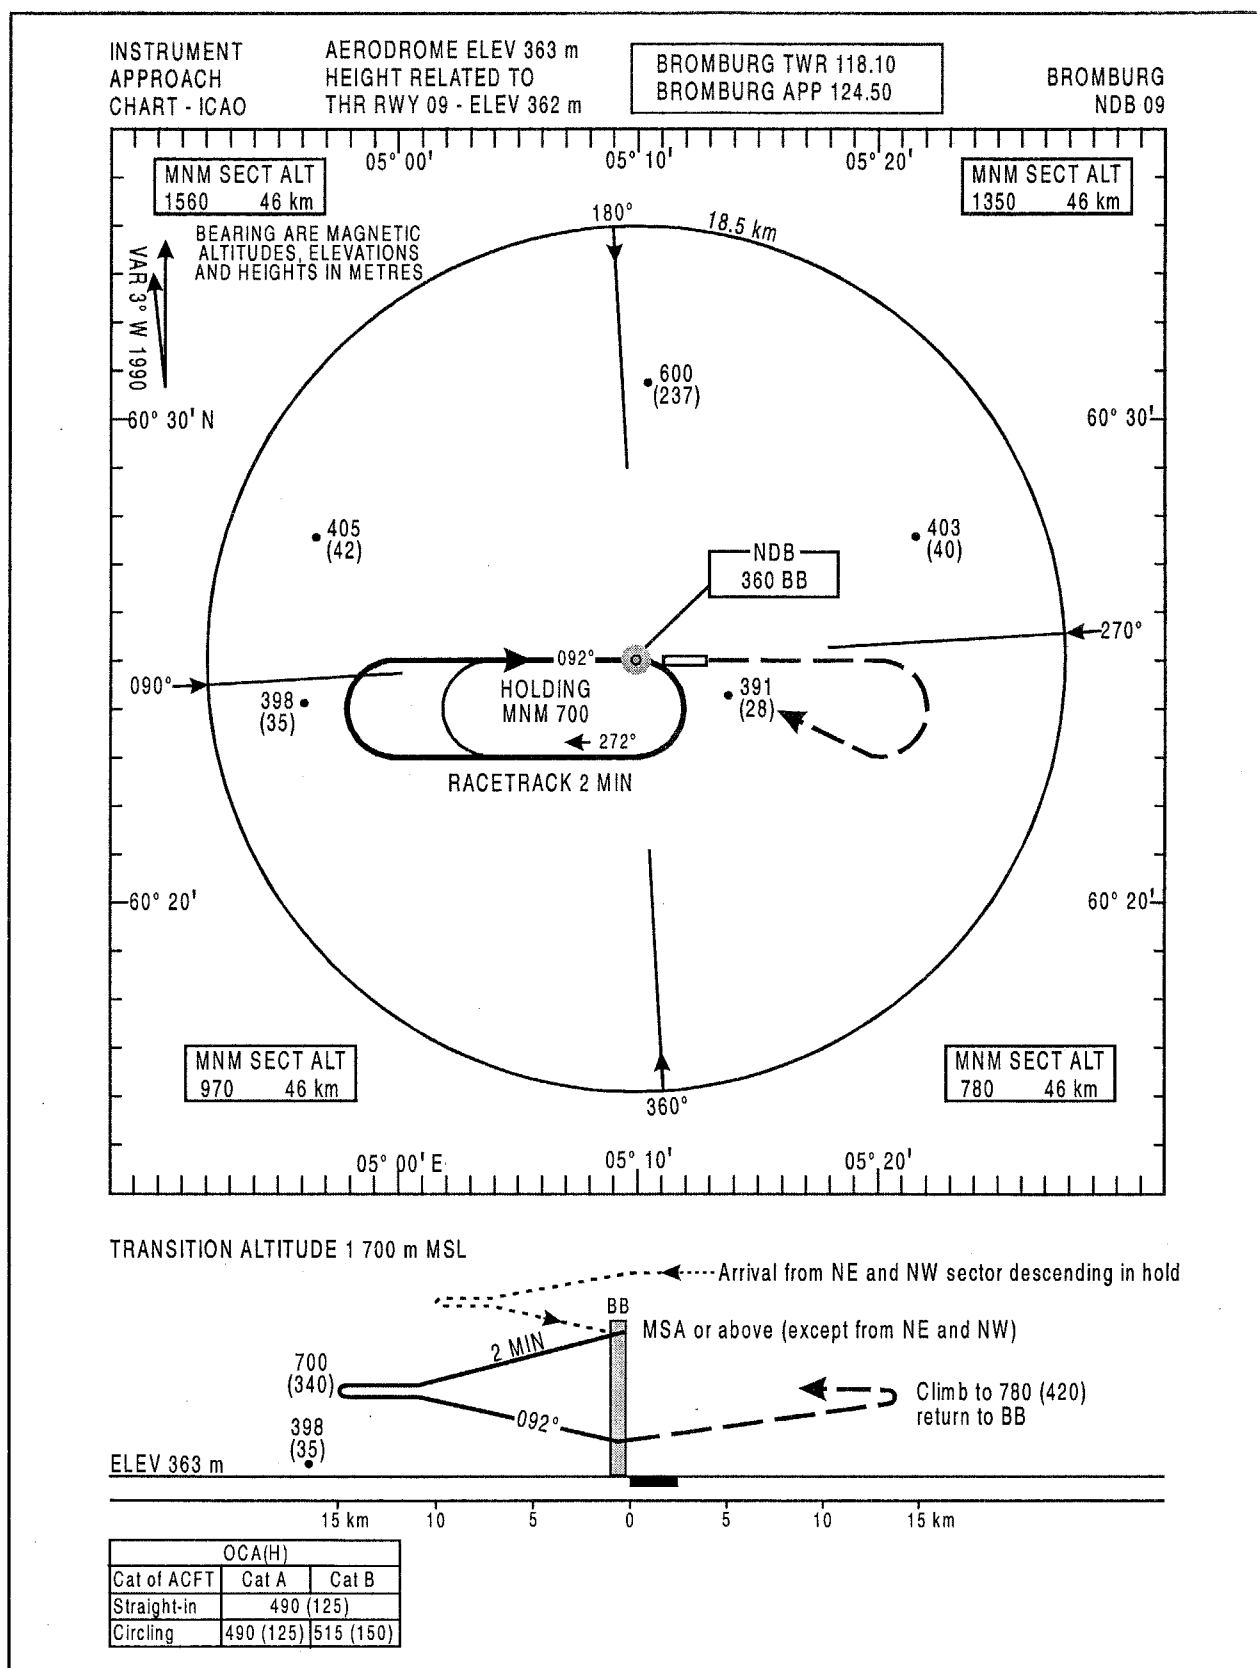 INSTRUMENT
APPROACH
CHART - ICAO
AERODROME ELEV 363 m
HEIGHT RELATED TO
THR RWY 09 - ELEV 362 m
BROMBURG TWR 118.10
BROMBURG APP 124.50
BROMBURG
NDB 09
05° 00'
05° 10'
05° 20'
MNM SECT ALT
1560 46 km
MNM SECT ALT
1350 46 km
180°
18.5 km
BEARING ARE MAGNETIC
ALTITUDES, ELEVATIONS
AND HEIGHTS IN METRES
VAR 3° W 1990
600
(237)
60° 30' N
60° 30'
405
(42)
403
(40)
NDB
360 BB
270°
092°
090°
398
(35)
HOLDING
MNM 700
391
(28)
272°
RACETRACK 2 MIN
60° 20'
60° 20'
MNM SECT ALT
970 46 km
MNM SECT ALT
780 46 km
360°
05° 00' E
05° 10'
05° 20'
TRANSITION ALTITUDE 1 700 m MSL
Arrival from NE and NW sector descending in hold
BB
MSA or above (except from NE and NW)
2 MIN
700
(340)
Climb to 780 (420)
return to BB
092°
398
(35)
ELEV 363 m
15 km 10 5 0 5 10 15 km
OCA(H)
Cat of ACFT Cat A Cat B
Straight-in 490 (125)
Circling 490 (125) 515 (150)